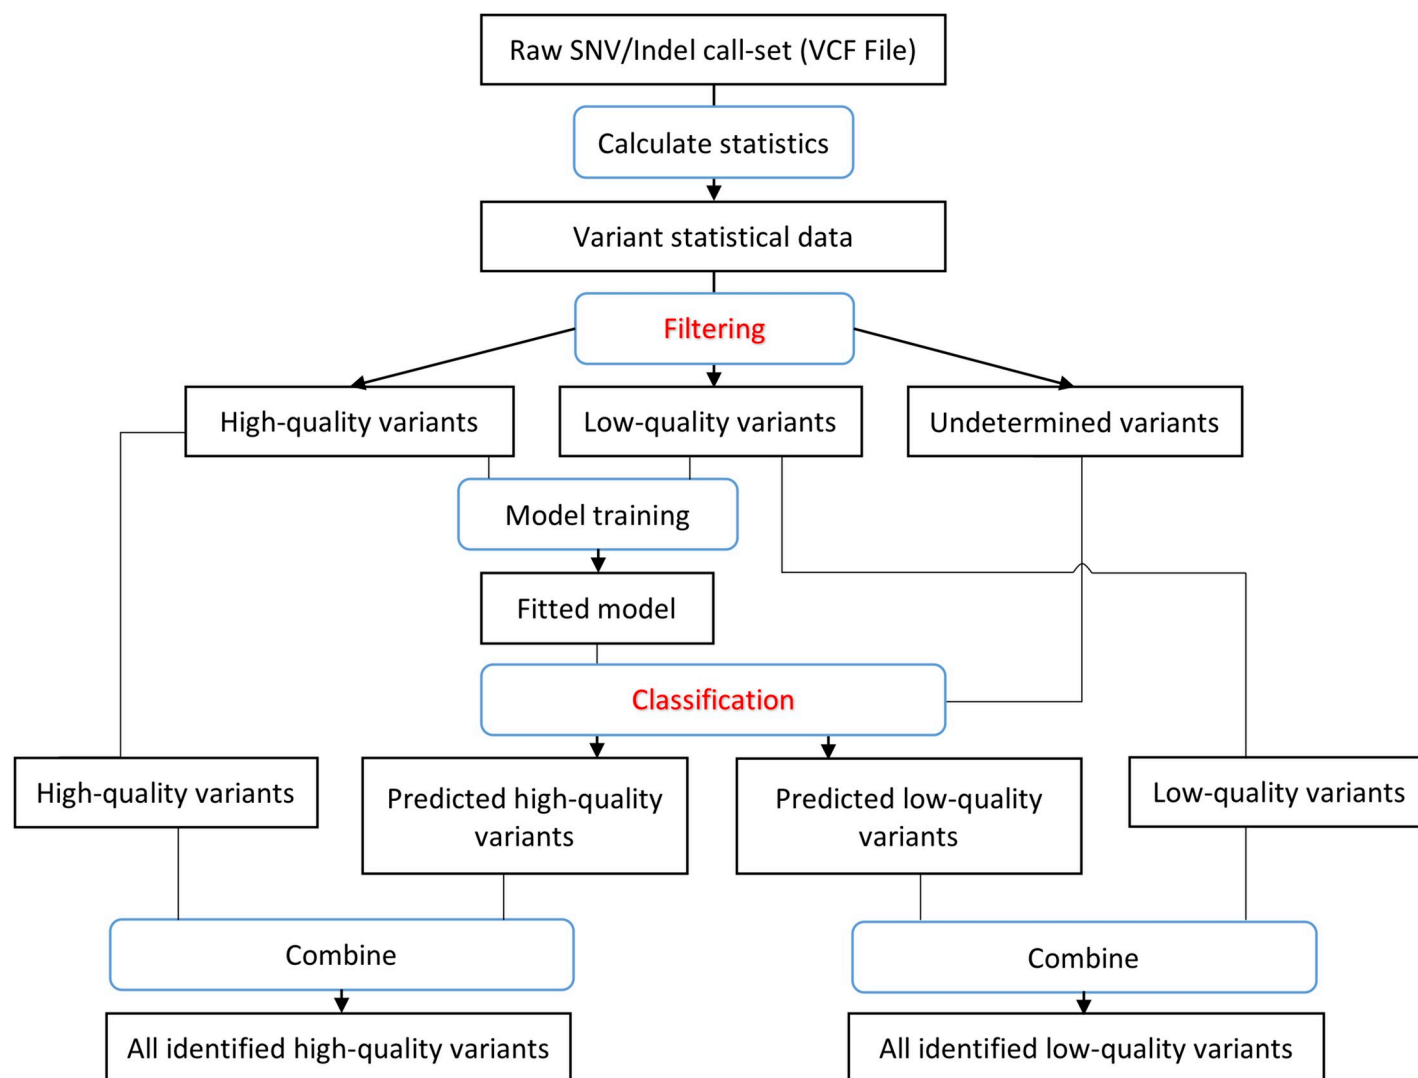 Raw SNV/Indel call-set (VCF File)
Calculate statistics
Variant statistical data
Filtering
High-quality variants
Low-quality variants
Undetermined variants
Model training
Fitted model
Classification
High-quality variants
Predicted high-quality
variants
Predicted low-quality
variants
Low-quality variants
Combine
Combine
All identified high-quality variants
All identified low-quality variants